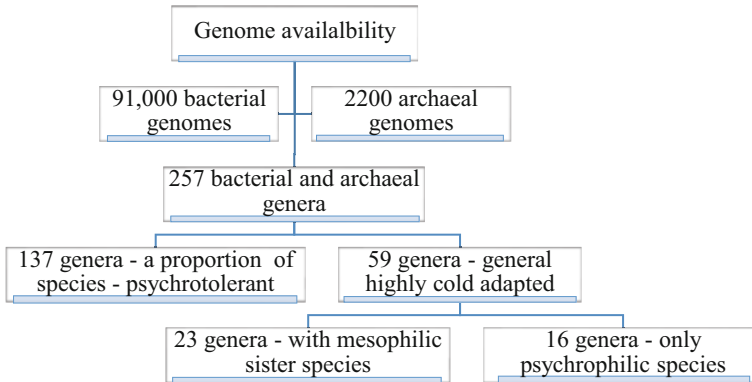 Genome availalbility
91,000 bacterial
genomes
2200 archaeal
genomes
257 bacterial and archaeal
genera
137 genera - a proportion of
species - psychrotolerant
59 genera - general
highly cold adapted
23 genera - with mesophilic
sister species
16 genera - only
psychrophilic species